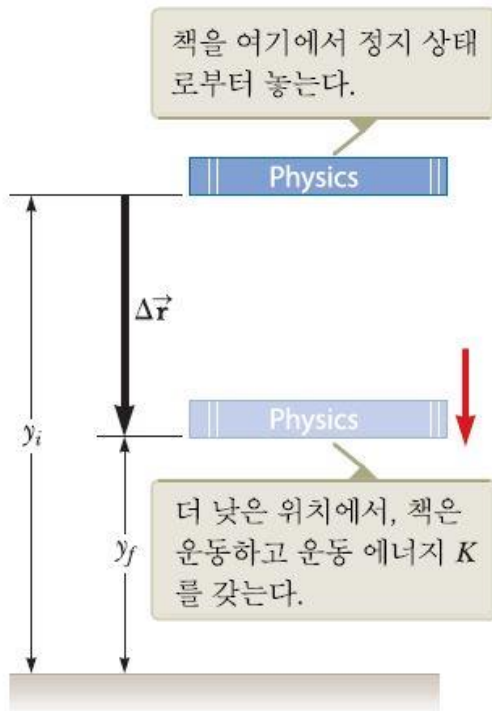 책을 여기에서 정지 상태
로부터 놓는다.
Physics
Δr⃗
Physics
y_i
더 낮은 위치에서, 책은
운동하고 운동 에너지 K
를 갖는다.
y_f